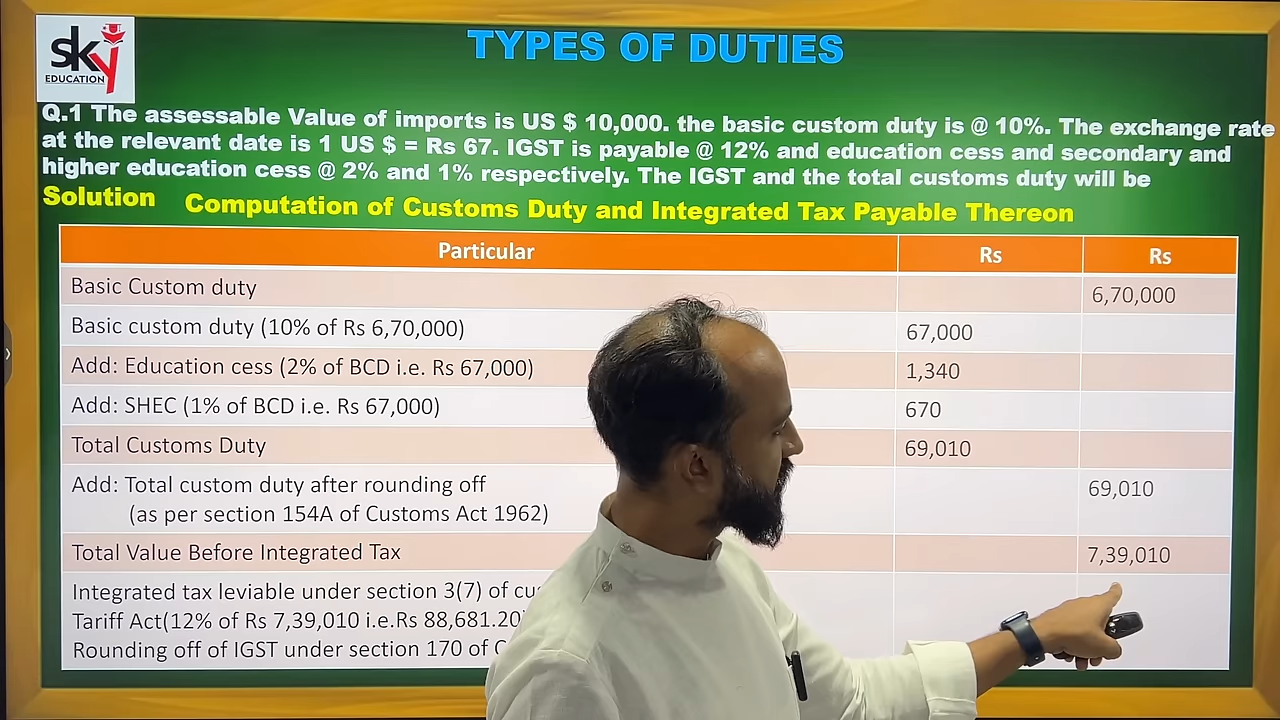 sky
EDUCATION
TYPES OF DUTIES
Q.1 The assessable Value of imports is US $ 10,000. the basic custom duty is @ 10%. The exchange rate
at the relevant date is 1 US $ = Rs 67. IGST is payable @ 12% and education cess and secondary and
higher education cess @ 2% and 1% respectively. The IGST and the total customs duty will be
Solution Computation of Customs Duty and Integrated Tax Payable Thereon
Particular Rs Rs
Basic Custom duty 6,70,000
Basic custom duty (10% of Rs 6,70,000) 67,000
Add: Education cess (2% of BCD i.e. Rs 67,000) 1,340
Add: SHEC (1% of BCD i.e. Rs 67,000) 670
Total Customs Duty 69,010
Add: Total custom duty after rounding off 69,010
(as per section 154A of Customs Act 1962)
Total Value Before Integrated Tax 7,39,010
Integrated tax leviable under section 3(7) of
Tariff Act(12% of Rs 7,39,010 i.e.Rs 88,681.20
Rounding off of IGST under section 170 of